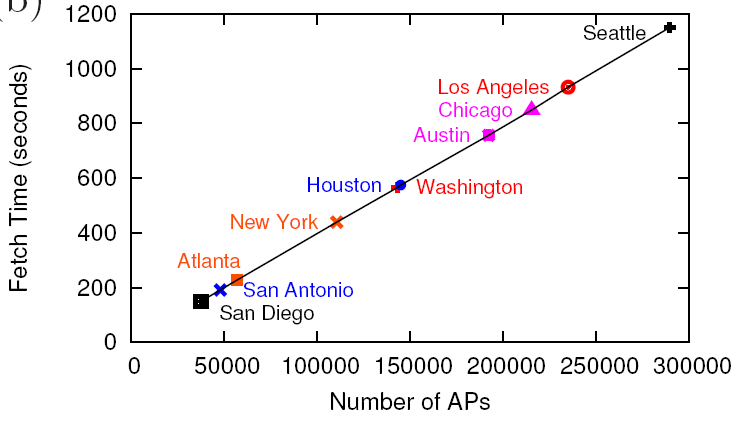 (b)
1200
1000
800
600
400
200
0
Fetch Time (seconds)
Seattle
Los Angeles
Chicago
Austin
Houston
Washington
New York
Atlanta
San Antonio
San Diego
0 50000 100000 150000 200000 250000 300000
Number of APs